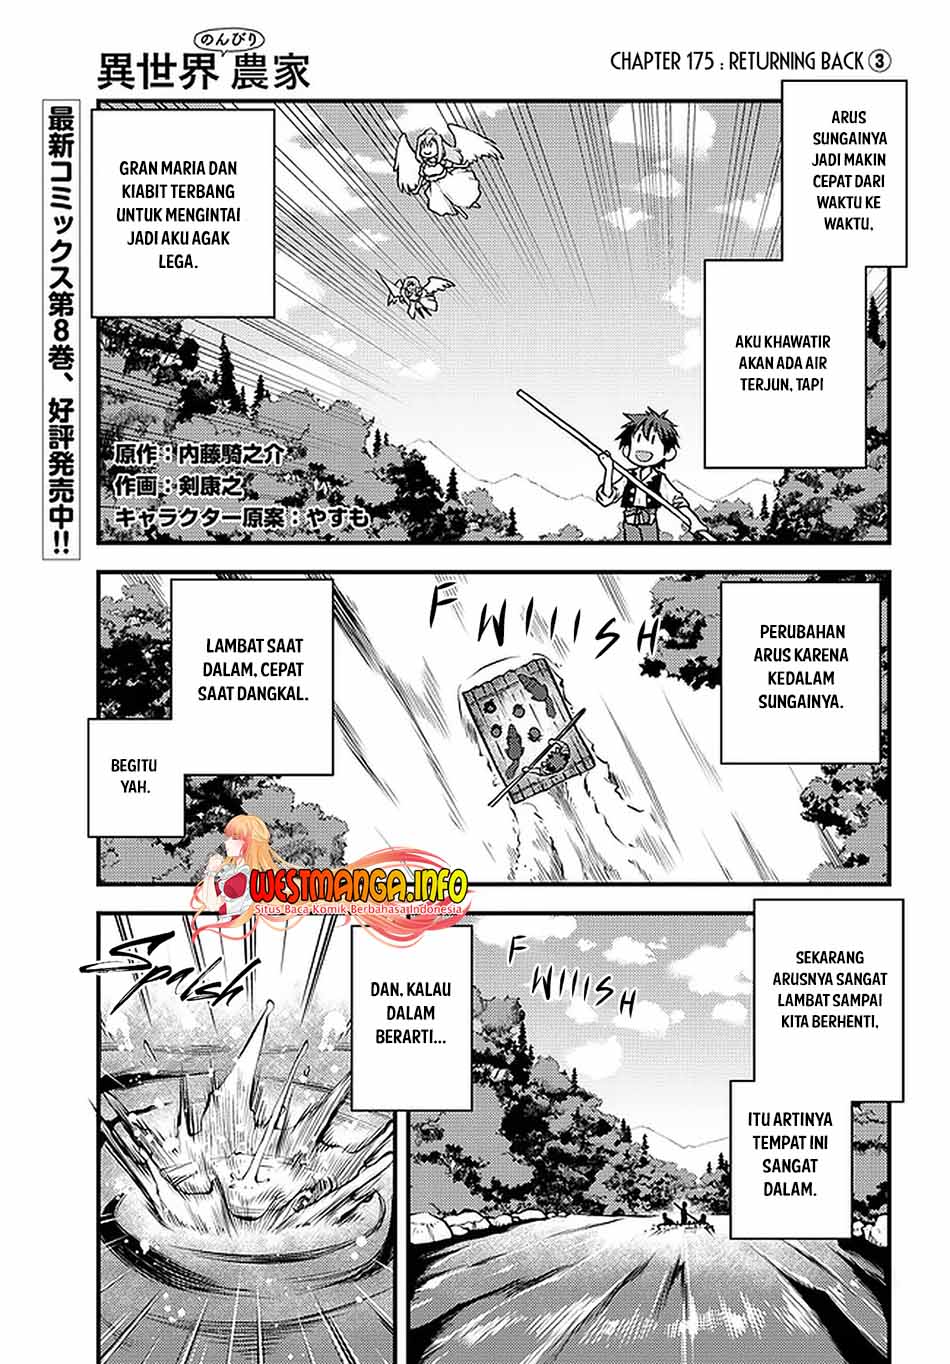 のんびり
異世界 農家
CHAPTER 175 : RETURNING BACK ③
最新コミックス第8巻、好評発売中!!
ARUS
SUNGAINYA
JADI MAKIN
CEPAT DARI
WAKTU KE
WAKTU.
GRAN MARIA DAN
KIABIT TERBANG
UNTUK MENGINTAI
JADI AKU AGAK
LEGA.
AKU KHAWATIR
AKAN ADA AIR
TERJUN, TAPI
原作：内藤騎之介
作画：剣康之
キャラクター原案：やすも
FWIIISH
PERUBAHAN
ARUS KARENA
KEDALAM
SUNGAINYA.
LAMBAT SAAT
DALAM, CEPAT
SAAT DANGKAL.
BEGITU
YAH.
WESTMANGA.INFO
SITUS BACA KOMIK BERBAHASA INDONESIA
SEKARANG
ARUSNYA SANGAT
LAMBAT SAMPAI
KITA BERHENTI,
FWIIISH
ITU ARTINYA
TEMPAT INI
SANGAT
DALAM.
DAN, KALAU
DALAM
BERARTI...
Spalsh